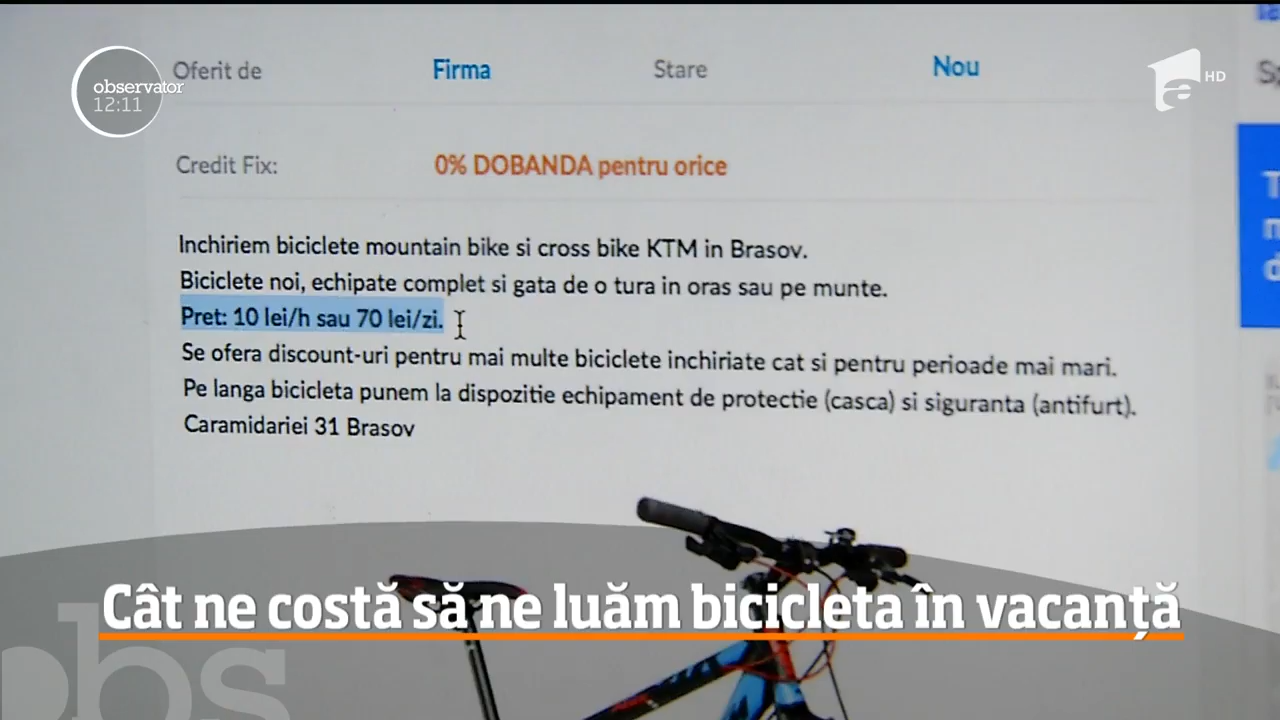 observator
12:11
HD
Oferit de Firma Stare Nou
Credit Fix: 0% DOBANDA pentru orice
Inchiriem biciclete mountain bike si cross bike KTM in Brasov.
Biciclete noi, echipate complet si gata de o tura in oras sau pe munte.
Pret: 10 lei/h sau 70 lei/zi.
Se ofera discount-uri pentru mai multe biciclete inchiriate cat si pentru perioade mai mari.
Pe langa bicicleta punem la dispozitie echipament de protectie (casca) si siguranta (antifurt).
Caramidariei 31 Brasov
Cât ne costă să ne luăm bicicleta în vacanță
obs